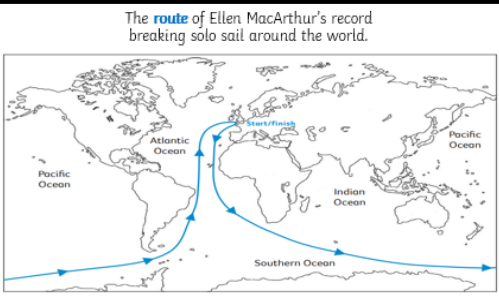 The route of Ellen MacArthur's record
breaking solo sail around the world.
Start/finish
Atlantic
Ocean
Pacific
Ocean
Pacific
Ocean
Indian
Ocean
Southern Ocean